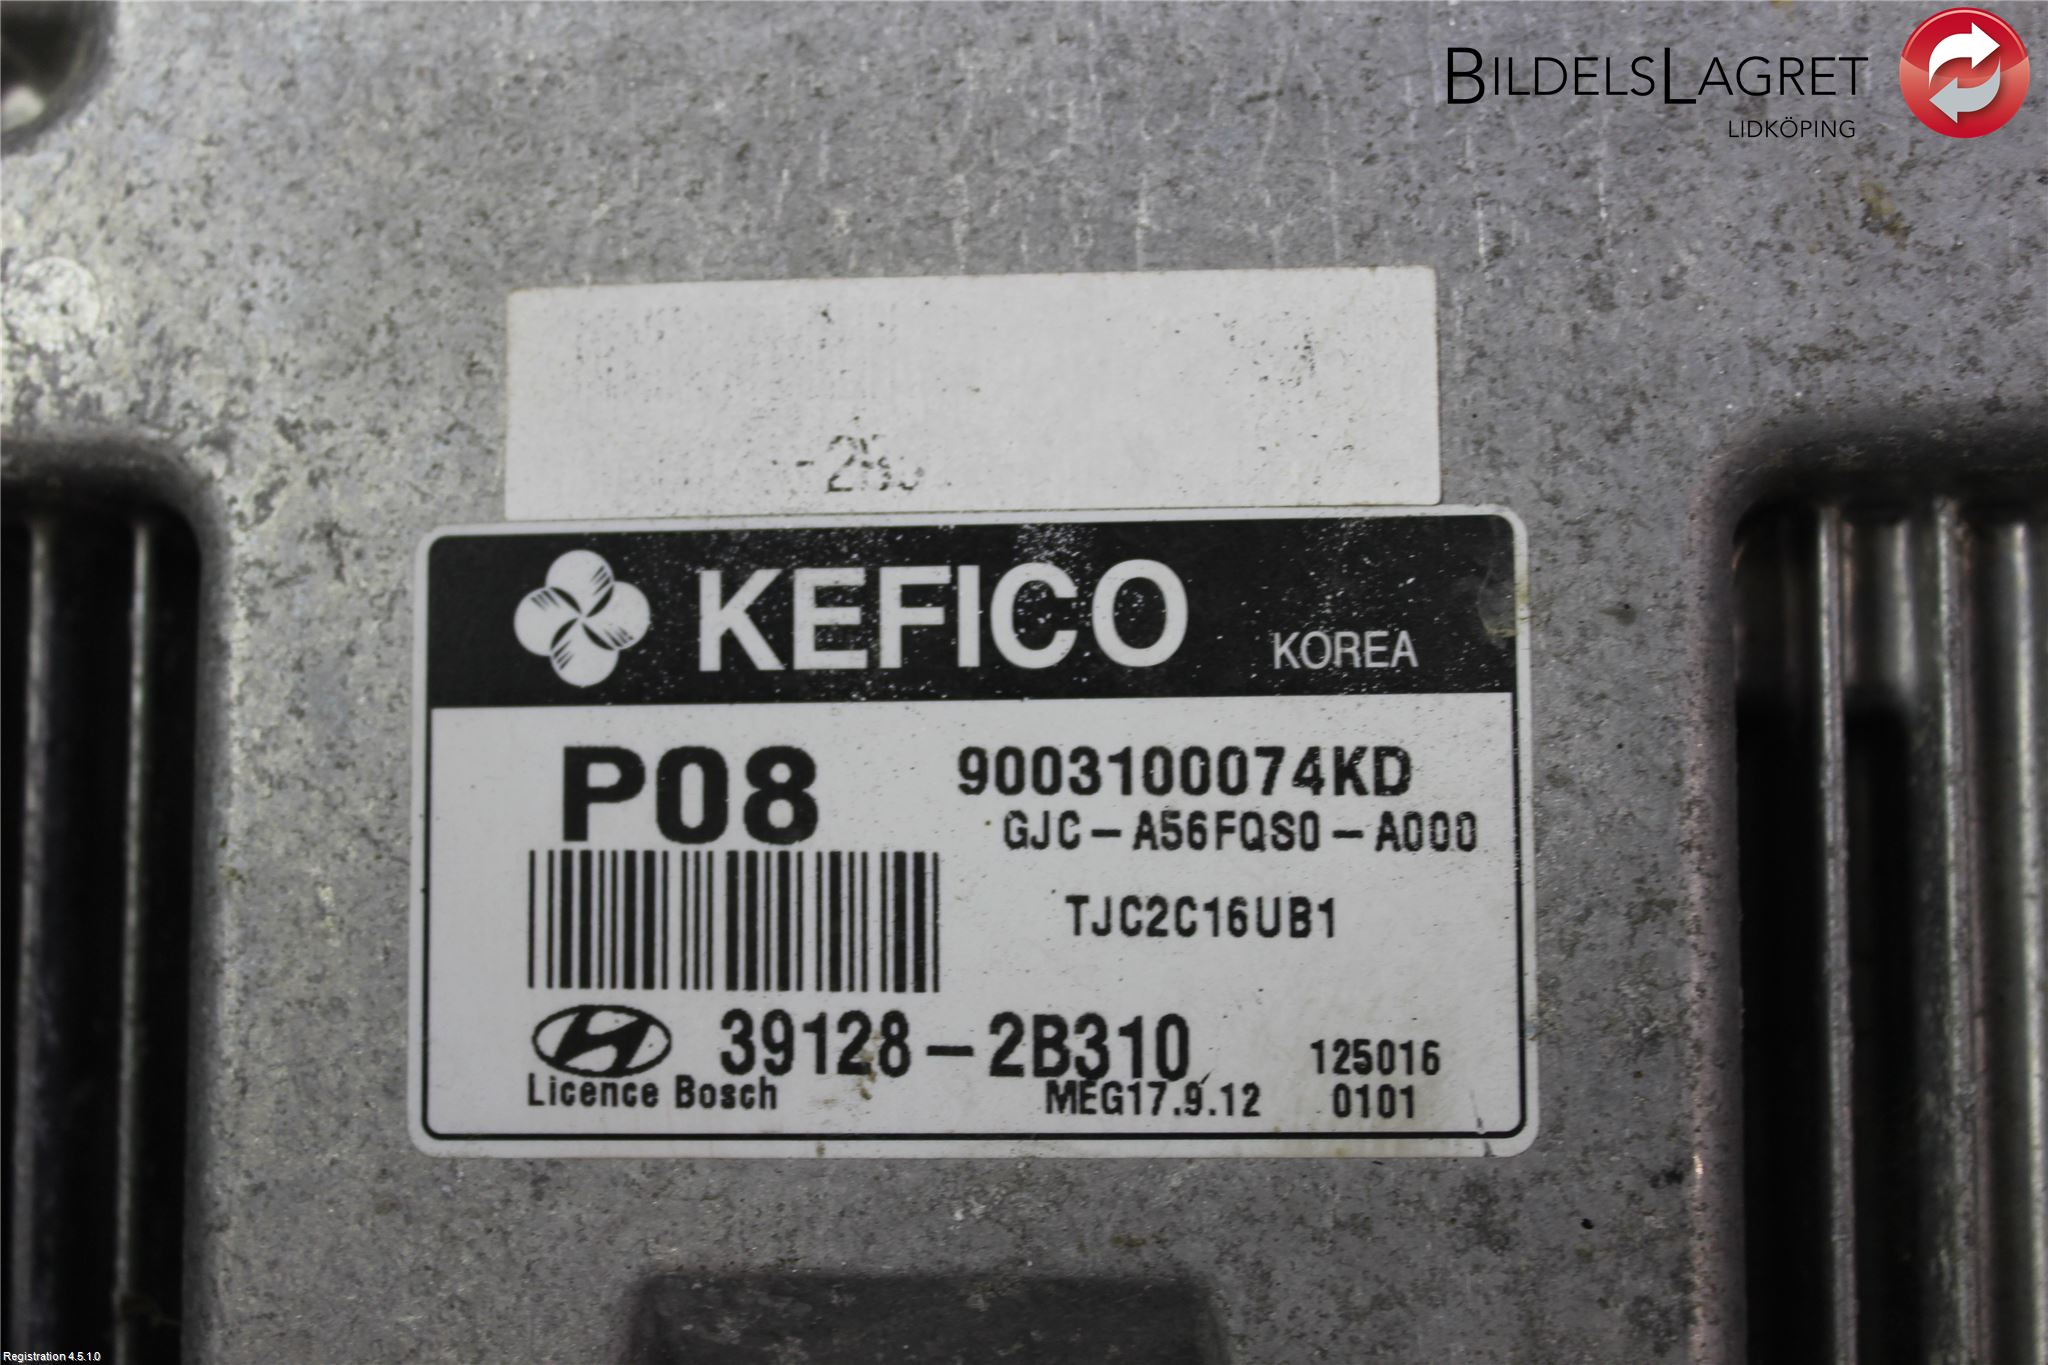 BILDELSLAGRET
LIDKÖPING
KEFICO KOREA
P08 9003100074KD
GJC-A56FQS0-A000
TJC2C16UB1
39128-2B310 125016
Licence Bosch MEG17.9.12 0101
Registration 4.5.1.0